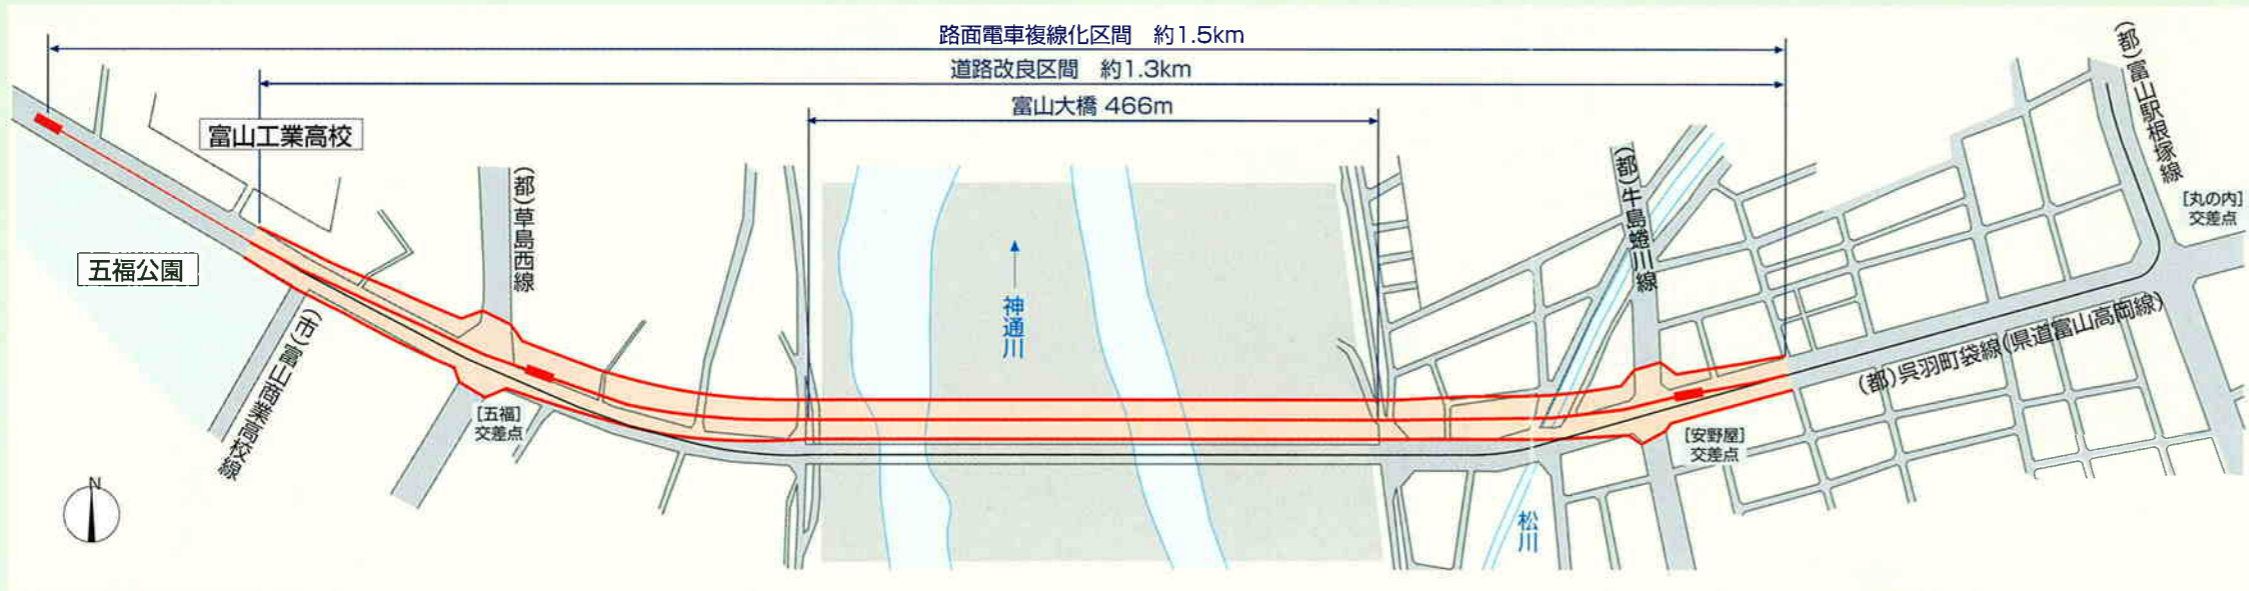 路面電車複線化区間　約1.5km
道路改良区間　約1.3km
富山大橋 466m
(都)富山駅根塚線
富山工業高校
(都)草島西線
(都)牛島蜷川線
[丸の内]
交差点
五福公園
神通川
(市)富山商業高校線
(都)呉羽町袋線(県道富山高岡線)
[五福]
交差点
[安野屋]
交差点
N
松川